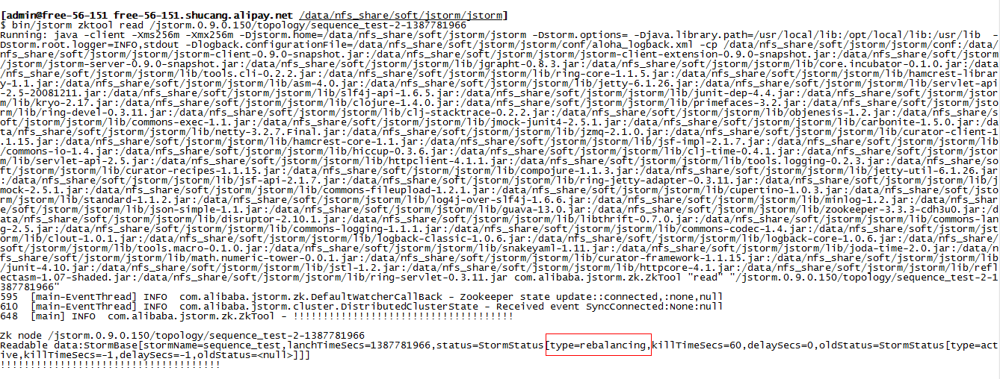 [admin@free-56-151 free-56-151.shucang.alipay.net /data/nfs_share/soft/jstorm/jstorm]
$ bin/jstorm zktool read /jstorm.0.9.0.150/topology/sequence_test-2-1387781966
Running: java -client -Xms256m -Xmx256m -Djstorm.home=/data/nfs_share/soft/jstorm/jstorm -Dstorm.options= -Djava.library.path=/usr/local/lib:/opt/local/lib:/usr/lib  -
Dstorm.root.logger=INFO,stdout -Dlogback.configurationFile=/data/nfs_share/soft/jstorm/jstorm/conf/aloha_logback.xml -cp /data/nfs_share/soft/jstorm/jstorm/conf:/data/
nfs_share/soft/jstorm/jstorm/jstorm-client-0.9.0-snapshot.jar:/data/nfs_share/soft/jstorm/jstorm/jstorm-client-extension-0.9.0-snapshot.jar:/data/nfs_share/soft/jstorm
/jstorm/jstorm-server-0.9.0-snapshot.jar:/data/nfs_share/soft/jstorm/jstorm/lib/jgrapht-0.8.3.jar:/data/nfs_share/soft/jstorm/jstorm/lib/core.incubator-0.1.0.jar:/data
/nfs_share/soft/jstorm/jstorm/lib/tools.cli-0.2.2.jar:/data/nfs_share/soft/jstorm/jstorm/lib/ring-core-1.1.5.jar:/data/nfs_share/soft/jstorm/jstorm/lib/hamcrest-librar
y-1.1.jar:/data/nfs_share/soft/jstorm/jstorm/lib/asm-4.0.jar:/data/nfs_share/soft/jstorm/jstorm/lib/jetty-6.1.26.jar:/data/nfs_share/soft/jstorm/jstorm/lib/servlet-api
-2.5-20081211.jar:/data/nfs_share/soft/jstorm/jstorm/lib/slf4j-api-1.6.5.jar:/data/nfs_share/soft/jstorm/jstorm/lib/junit-dep-4.4.jar:/data/nfs_share/soft/jstorm/jstor
m/lib/kryo-2.17.jar:/data/nfs_share/soft/jstorm/jstorm/lib/clojure-1.4.0.jar:/data/nfs_share/soft/jstorm/jstorm/lib/primefaces-3.2.jar:/data/nfs_share/soft/jstorm/jsto
rm/lib/ring-devel-0.3.11.jar:/data/nfs_share/soft/jstorm/jstorm/lib/clj-stacktrace-0.2.2.jar:/data/nfs_share/soft/jstorm/jstorm/lib/objenesis-1.2.jar:/data/nfs_share/s
oft/jstorm/jstorm/lib/commons-exec-1.1.jar:/data/nfs_share/soft/jstorm/jstorm/lib/jmock-junit4-2.5.1.jar:/data/nfs_share/soft/jstorm/jstorm/lib/carbonite-1.5.0.jar:/da
ta/nfs_share/soft/jstorm/jstorm/lib/netty-3.2.7.Final.jar:/data/nfs_share/soft/jstorm/jstorm/lib/jzmq-2.1.0.jar:/data/nfs_share/soft/jstorm/jstorm/lib/curator-client-1
.1.15.jar:/data/nfs_share/soft/jstorm/jstorm/lib/hamcrest-core-1.1.jar:/data/nfs_share/soft/jstorm/jstorm/lib/jsf-impl-2.1.7.jar:/data/nfs_share/soft/jstorm/jstorm/lib
/commons-io-1.4.jar:/data/nfs_share/soft/jstorm/jstorm/lib/hiccup-0.3.6.jar:/data/nfs_share/soft/jstorm/jstorm/lib/clj-time-0.4.1.jar:/data/nfs_share/soft/jstorm/jstor
m/lib/servlet-api-2.5.jar:/data/nfs_share/soft/jstorm/jstorm/lib/httpclient-4.1.1.jar:/data/nfs_share/soft/jstorm/jstorm/lib/tools.logging-0.2.3.jar:/data/nfs_share/so
ft/jstorm/jstorm/lib/curator-recipes-1.1.15.jar:/data/nfs_share/soft/jstorm/jstorm/lib/compojure-1.1.3.jar:/data/nfs_share/soft/jstorm/jstorm/lib/jetty-util-6.1.26.jar
:/data/nfs_share/soft/jstorm/jstorm/lib/jsf-api-2.1.7.jar:/data/nfs_share/soft/jstorm/jstorm/lib/ring-jetty-adapter-0.3.11.jar:/data/nfs_share/soft/jstorm/jstorm/lib/j
mock-2.5.1.jar:/data/nfs_share/soft/jstorm/jstorm/lib/commons-fileupload-1.2.1.jar:/data/nfs_share/soft/jstorm/jstorm/lib/cupertino-1.0.3.jar:/data/nfs_share/soft/jsto
rm/jstorm/lib/standard-1.1.2.jar:/data/nfs_share/soft/jstorm/jstorm/lib/log4j-over-slf4j-1.6.6.jar:/data/nfs_share/soft/jstorm/jstorm/lib/minlog-1.2.jar:/data/nfs_shar
e/soft/jstorm/jstorm/lib/json-simple-1.1.jar:/data/nfs_share/soft/jstorm/jstorm/lib/guava-13.0.jar:/data/nfs_share/soft/jstorm/jstorm/lib/zookeeper-3.3.3-cdh3u0.jar:/d
ata/nfs_share/soft/jstorm/jstorm/lib/disruptor-2.10.1.jar:/data/nfs_share/soft/jstorm/jstorm/lib/libthrift-0.7.0.jar:/data/nfs_share/soft/jstorm/jstorm/lib/commons-lan
g-2.5.jar:/data/nfs_share/soft/jstorm/jstorm/lib/commons-logging-1.1.1.jar:/data/nfs_share/soft/jstorm/jstorm/lib/commons-codec-1.4.jar:/data/nfs_share/soft/jstorm/jst
orm/lib/clout-1.0.1.jar:/data/nfs_share/soft/jstorm/jstorm/lib/logback-classic-1.0.6.jar:/data/nfs_share/soft/jstorm/jstorm/lib/logback-core-1.0.6.jar:/data/nfs_share/
soft/jstorm/jstorm/lib/tools.macro-0.1.0.jar:/data/nfs_share/soft/jstorm/jstorm/lib/snakeyaml-1.11.jar:/data/nfs_share/soft/jstorm/jstorm/lib/joda-time-2.0.jar:/data/n
fs_share/soft/jstorm/jstorm/lib/math.numeric-tower-0.0.1.jar:/data/nfs_share/soft/jstorm/jstorm/lib/curator-framework-1.1.15.jar:/data/nfs_share/soft/jstorm/jstorm/lib
/junit-4.10.jar:/data/nfs_share/soft/jstorm/jstorm/lib/jstl-1.2.jar:/data/nfs_share/soft/jstorm/jstorm/lib/httpcore-4.1.jar:/data/nfs_share/soft/jstorm/jstorm/lib/refl
ectasm-1.07-shaded.jar:/data/nfs_share/soft/jstorm/jstorm/lib/ring-servlet-0.3.11.jar com.alibaba.jstorm.zk.ZkTool "read" "/jstorm.0.9.0.150/topology/sequence_test-2-1
387781966"
595  [main-EventThread] INFO  com.alibaba.jstorm.zk.DefaultWatcherCallBack - Zookeeper state update::connected,:none,null
610  [main-EventThread] INFO  com.alibaba.jstorm.cluster.DistributedClusterState - Received event SyncConnected:None:null
648  [main] INFO  com.alibaba.jstorm.zk.ZkTool - !!!!!!!!!!!!!!!!!!!!!!!!!!!!!!!!!!!!!
Zk node /jstorm.0.9.0.150/topology/sequence_test-2-1387781966
Readable data:StormBase[stormName=sequence_test,lanchTimeSecs=1387781966,status=StormStatus[type=rebalancing,killTimeSecs=60,delaySecs=0,oldStatus=StormStatus[type=act
ive,killTimeSecs=-1,delaySecs=-1,oldStatus=<null>]]]
!!!!!!!!!!!!!!!!!!!!!!!!!!!!!!!!!!!!!